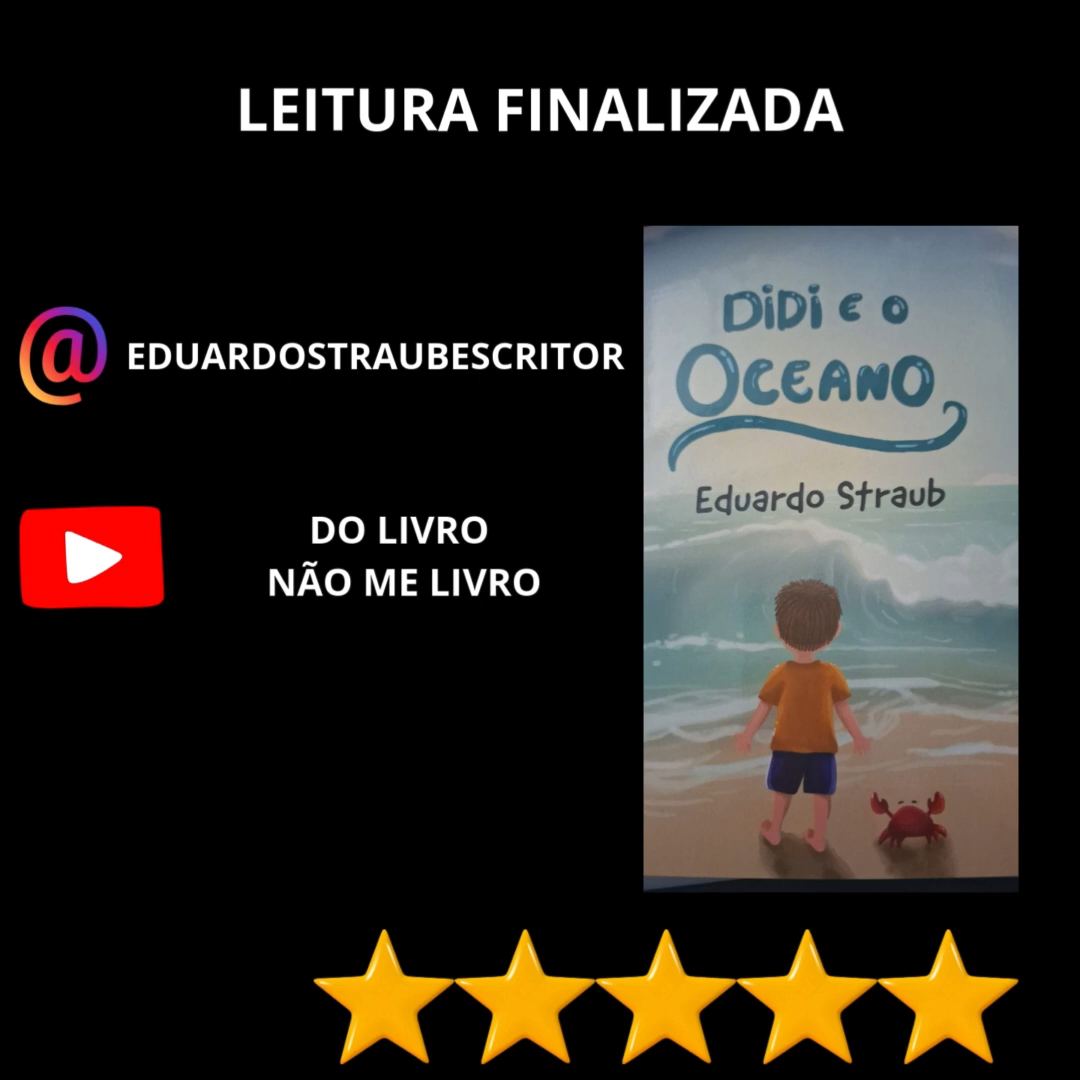 LEITURA FINALIZADA
@ EDUARDOSTRAUBESCRITOR
DO LIVRO
NÃO ME LIVRO
DiDi E O
OCEANO
Eduardo Straub